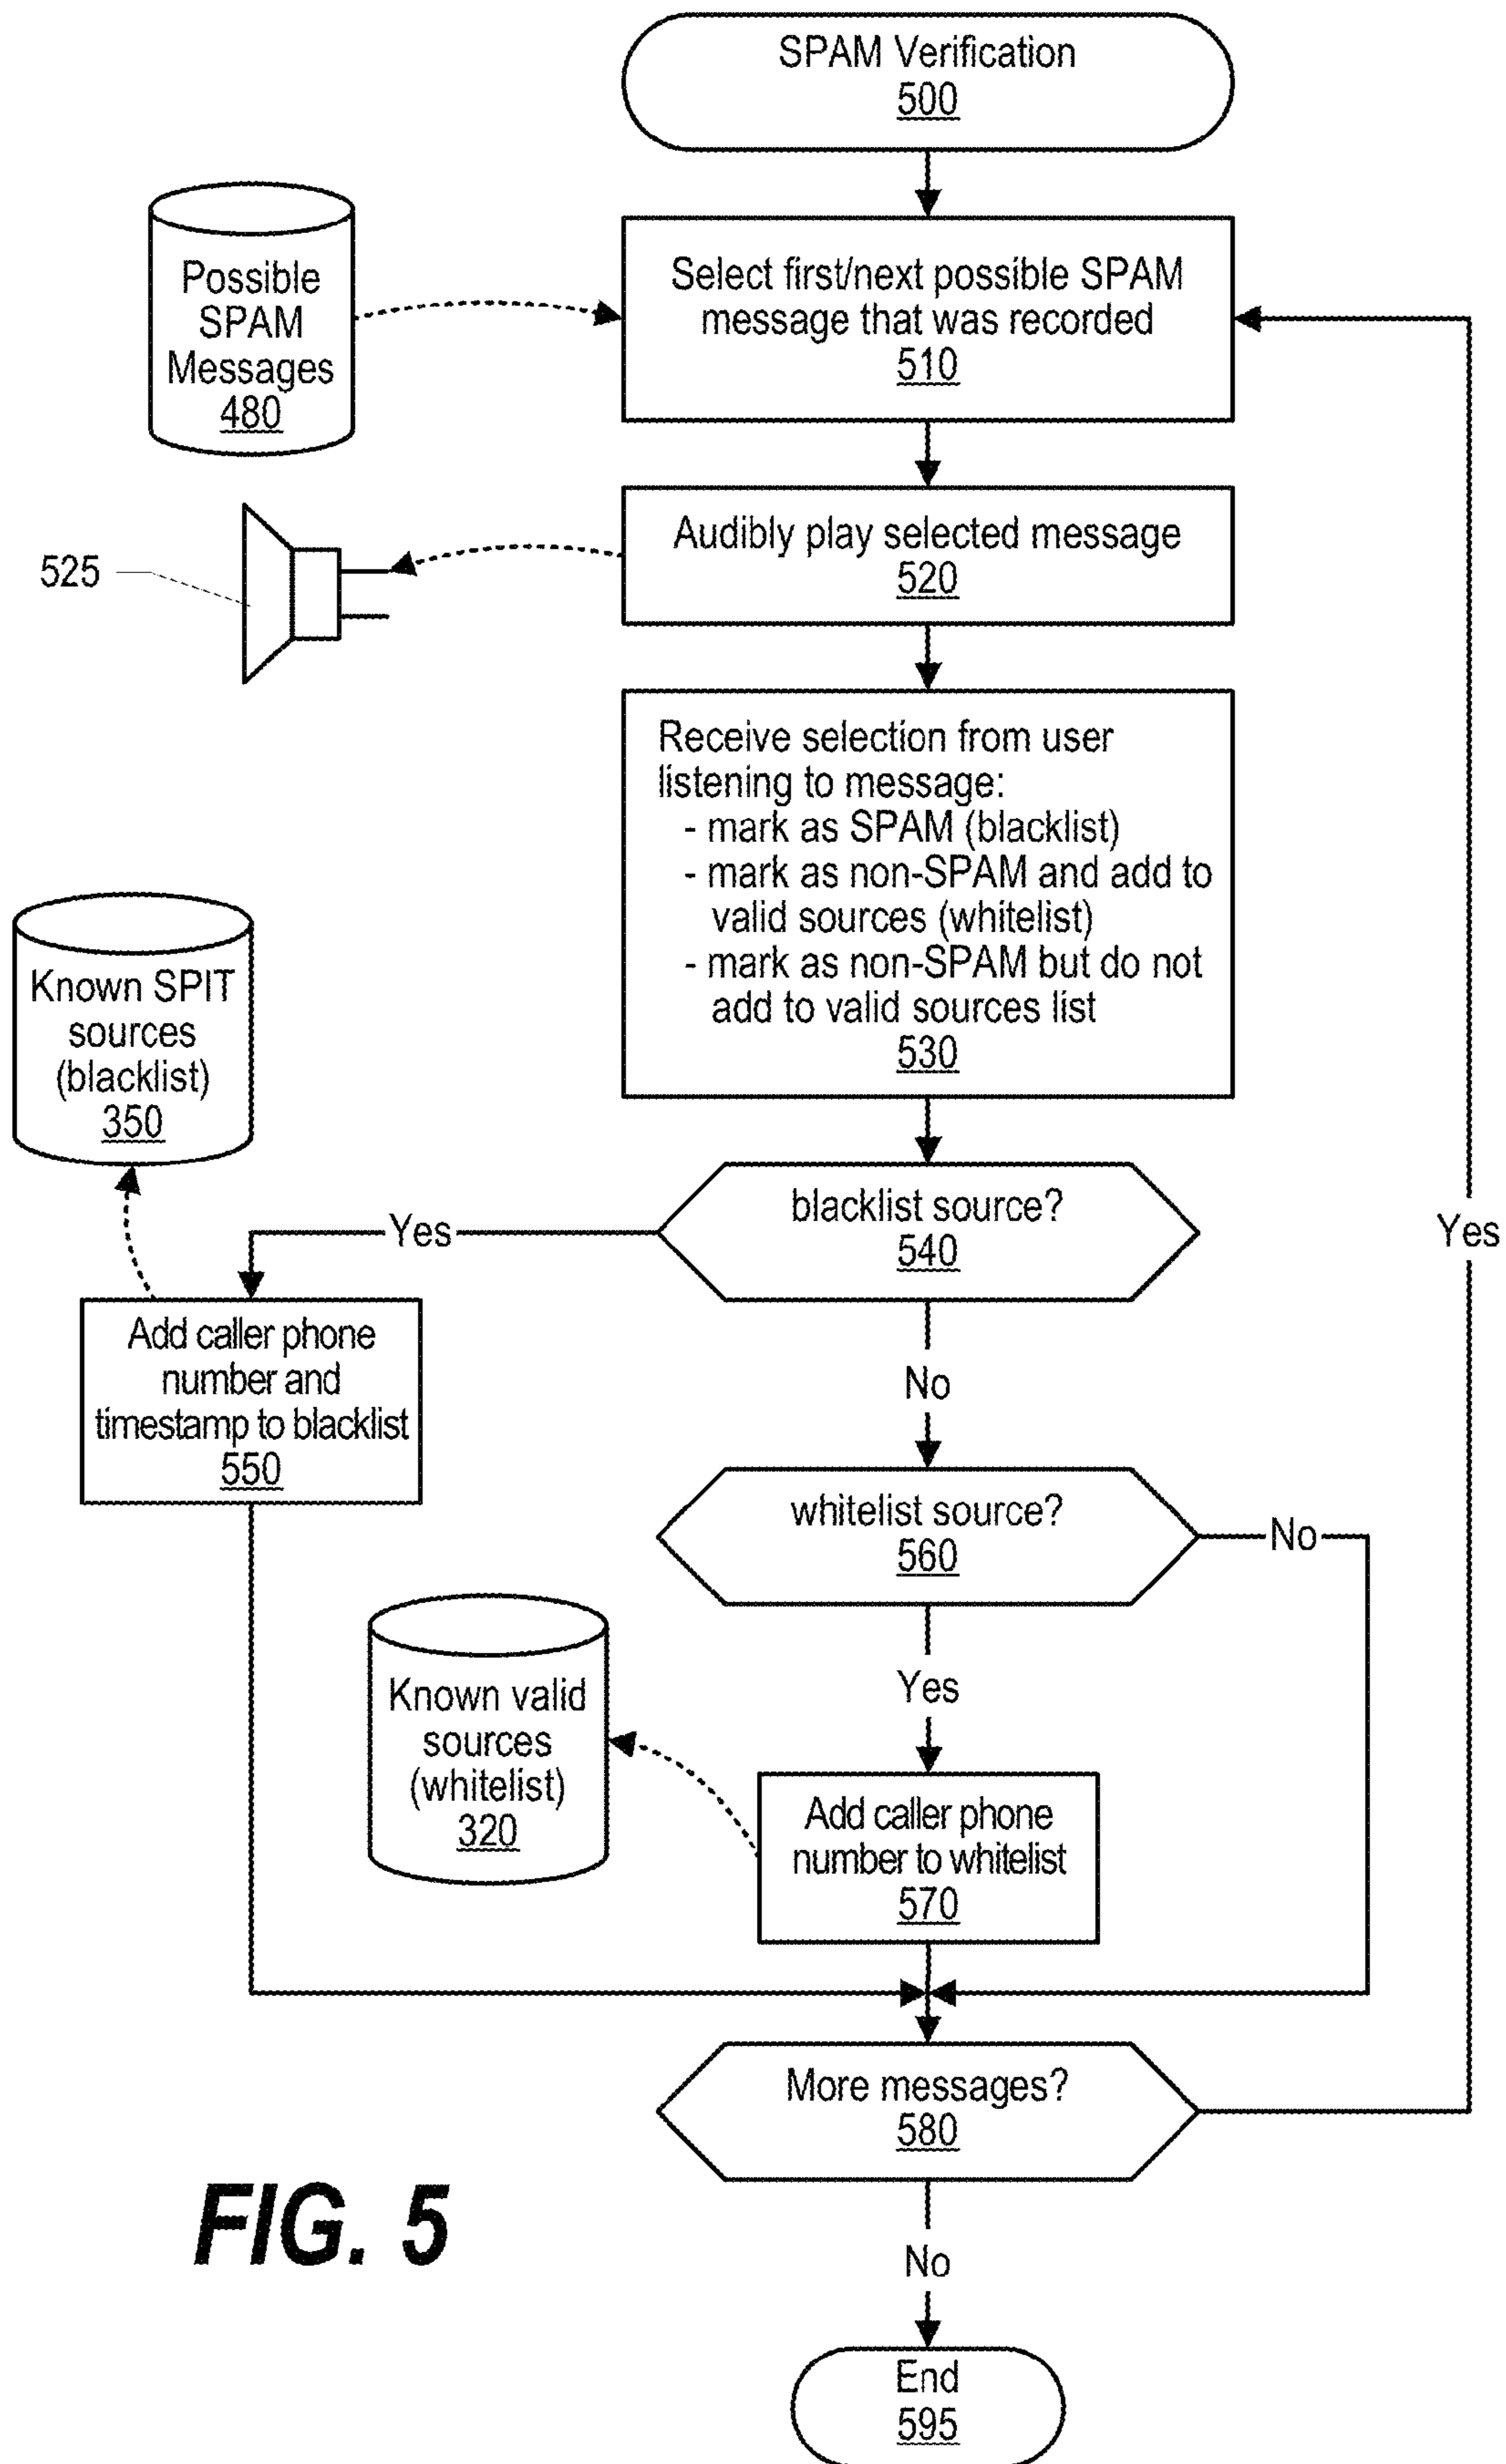 SPAM Verification
500
Possible
SPAM
Messages
480
Select first/next possible SPAM
message that was recorded
510
525
Audibly play selected message
520
Receive selection from user
listening to message:
- mark as SPAM (blacklist)
- mark as non-SPAM and add to
valid sources (whitelist)
- mark as non-SPAM but do not
add to valid sources list
530
Known SPIT
sources
(blacklist)
350
blacklist source?
540
Yes
Yes
Add caller phone
number and
timestamp to blacklist
550
No
whitelist source?
560
No
Yes
Known valid
sources
(whitelist)
320
Add caller phone
number to whitelist
570
More messages?
580
FIG. 5
No
End
595